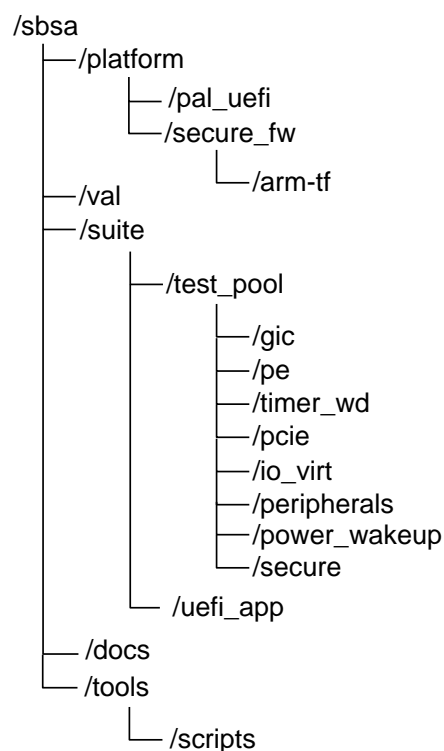 /sbsa
/platform
/pal_uefi
/secure_fw
/arm-tf
/val
/suite
/test_pool
/gic
/pe
/timer_wd
/pcie
/io_virt
/peripherals
/power_wakeup
/secure
/uefi_app
/docs
/tools
/scripts